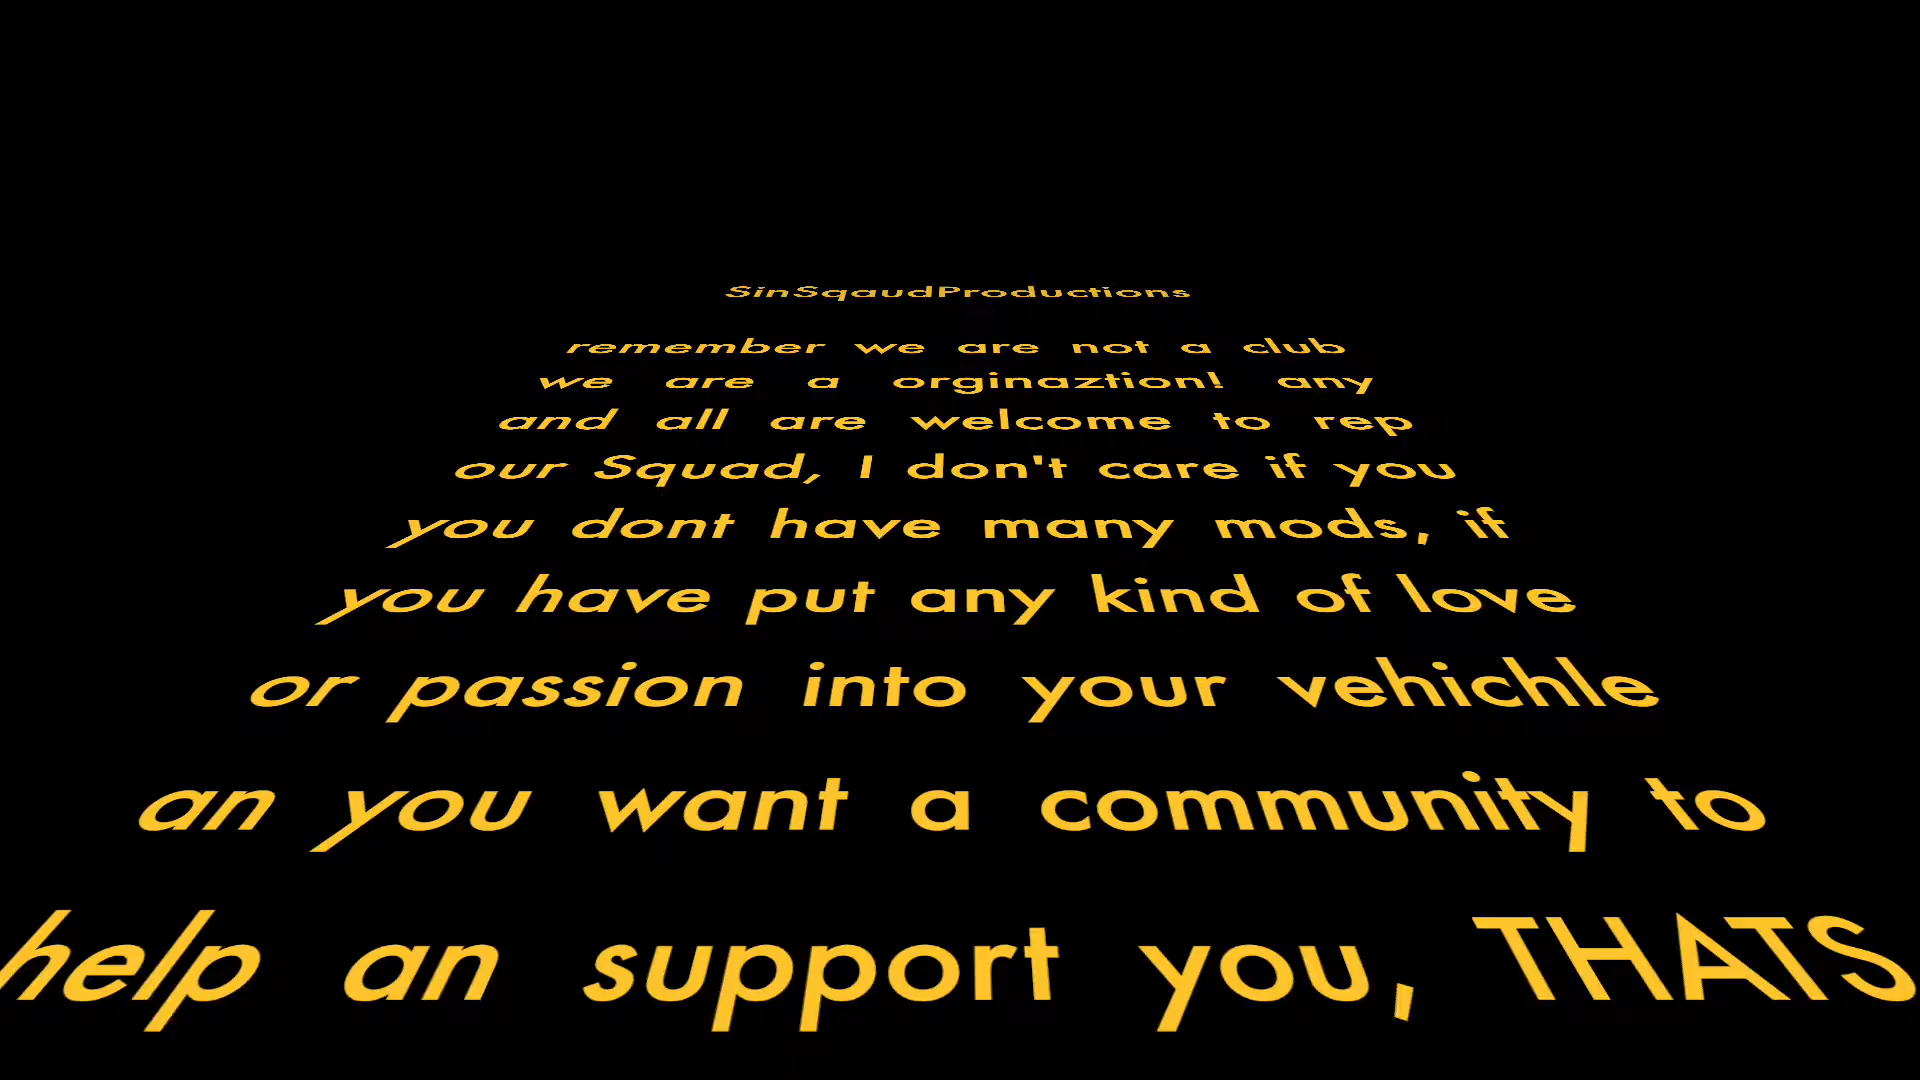 SinSqaudProductions
remember we are not a club
we are a orginaztion! any
and all are welcome to rep
our Squad, I don't care if you
you dont have many mods, if
you have put any kind of love
or passion into your vehichle
an you want a community to
help an support you, THATS